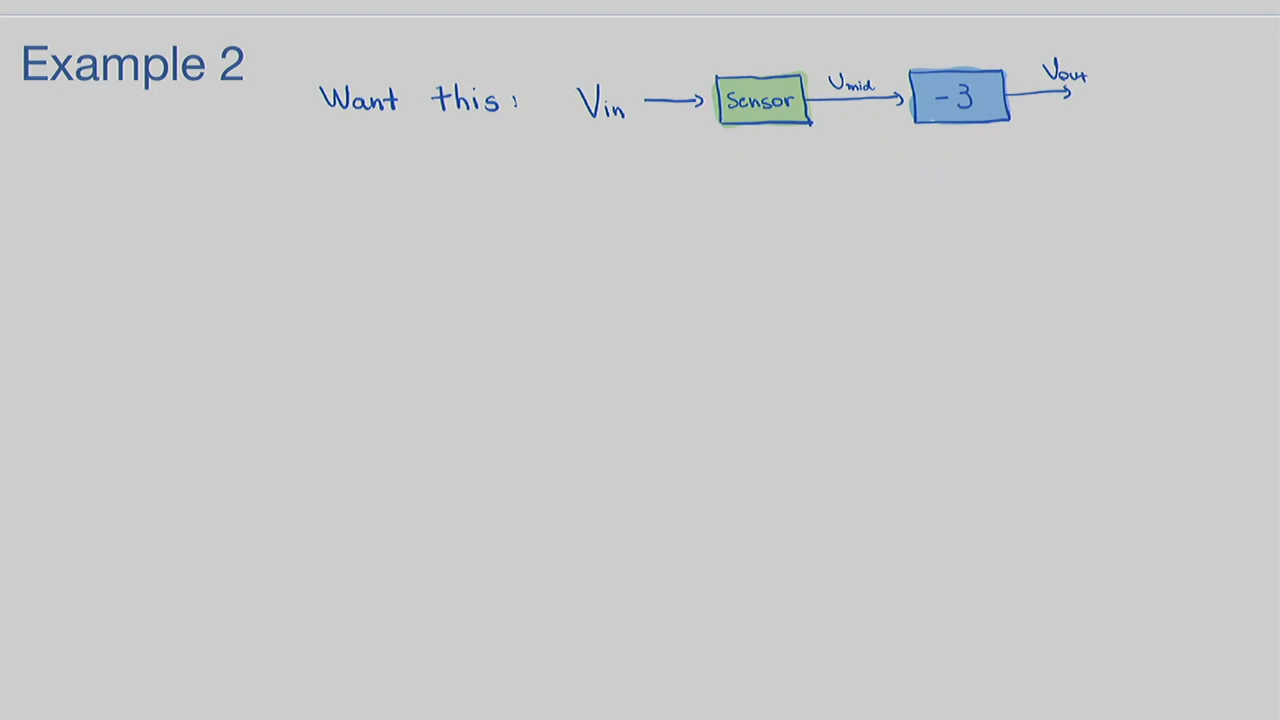 Example 2
Want this: Vin → Sensor Vmid → -3 Vout →